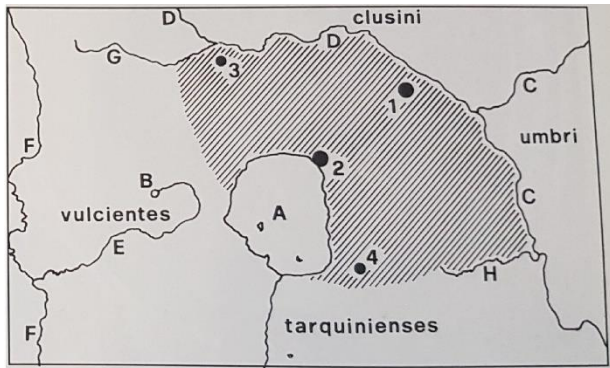 D clusini
G 3 D
1 C
F 2 umbri
B
vulcientes A C
E 4
H
F tarquinienses